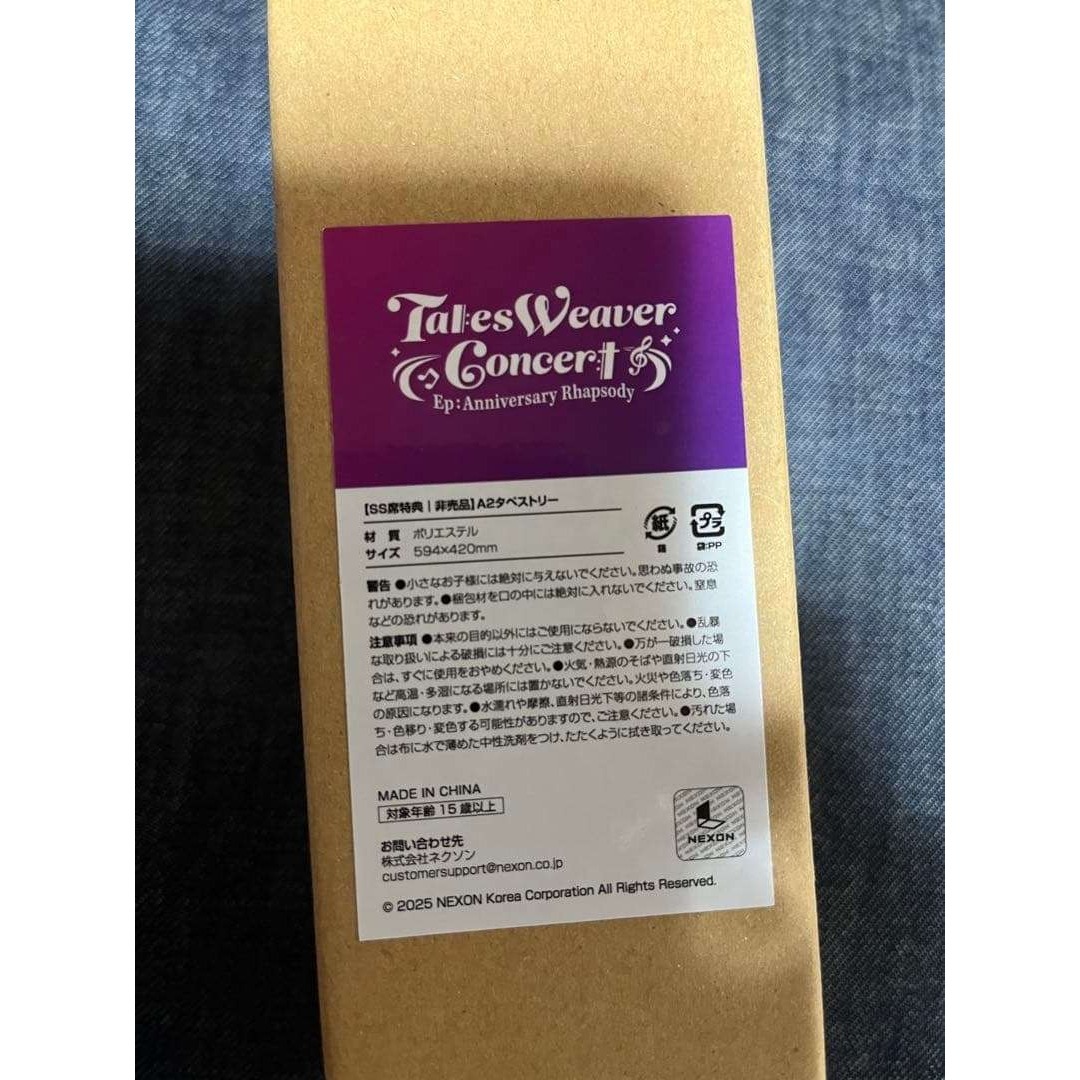 TalesWeaver
Concert
Ep:Anniversary Rhapsody
【SS席特典|非売品】A2タペストリー
材 質 ポリエステル
サイズ 594×420mm
紙
プラ
袋:PP
警告 ●小さなお子様には絶対に与えないでください。思わぬ事故の恐
れがあります。●梱包材を口の中には絶対に入れないでください。窒息
などの恐れがあります。
注意事項 ●本来の目的以外にはご使用にならないでください。●乱暴
な取り扱いによる破損には十分にご注意ください。●万が一破損した場
合は、すぐに使用をおやめください。●火気・熱源のそばや直射日光の下
など高温・多湿になる場所には置かないでください。火災や色落ち・変色
の原因になります。●水濡れや摩擦、直射日光下等の諸条件により、色落
ち・色移り・変色する可能性がありますので、ご注意ください。●汚れた場
合は布に水で薄めた中性洗剤をつけ、たたくように拭き取ってください。
MADE IN CHINA
対象年齢 15歳以上
お問い合わせ先
株式会社ネクソン
customersupport@nexon.co.jp
NEXON
© 2025 NEXON Korea Corporation All Rights Reserved.